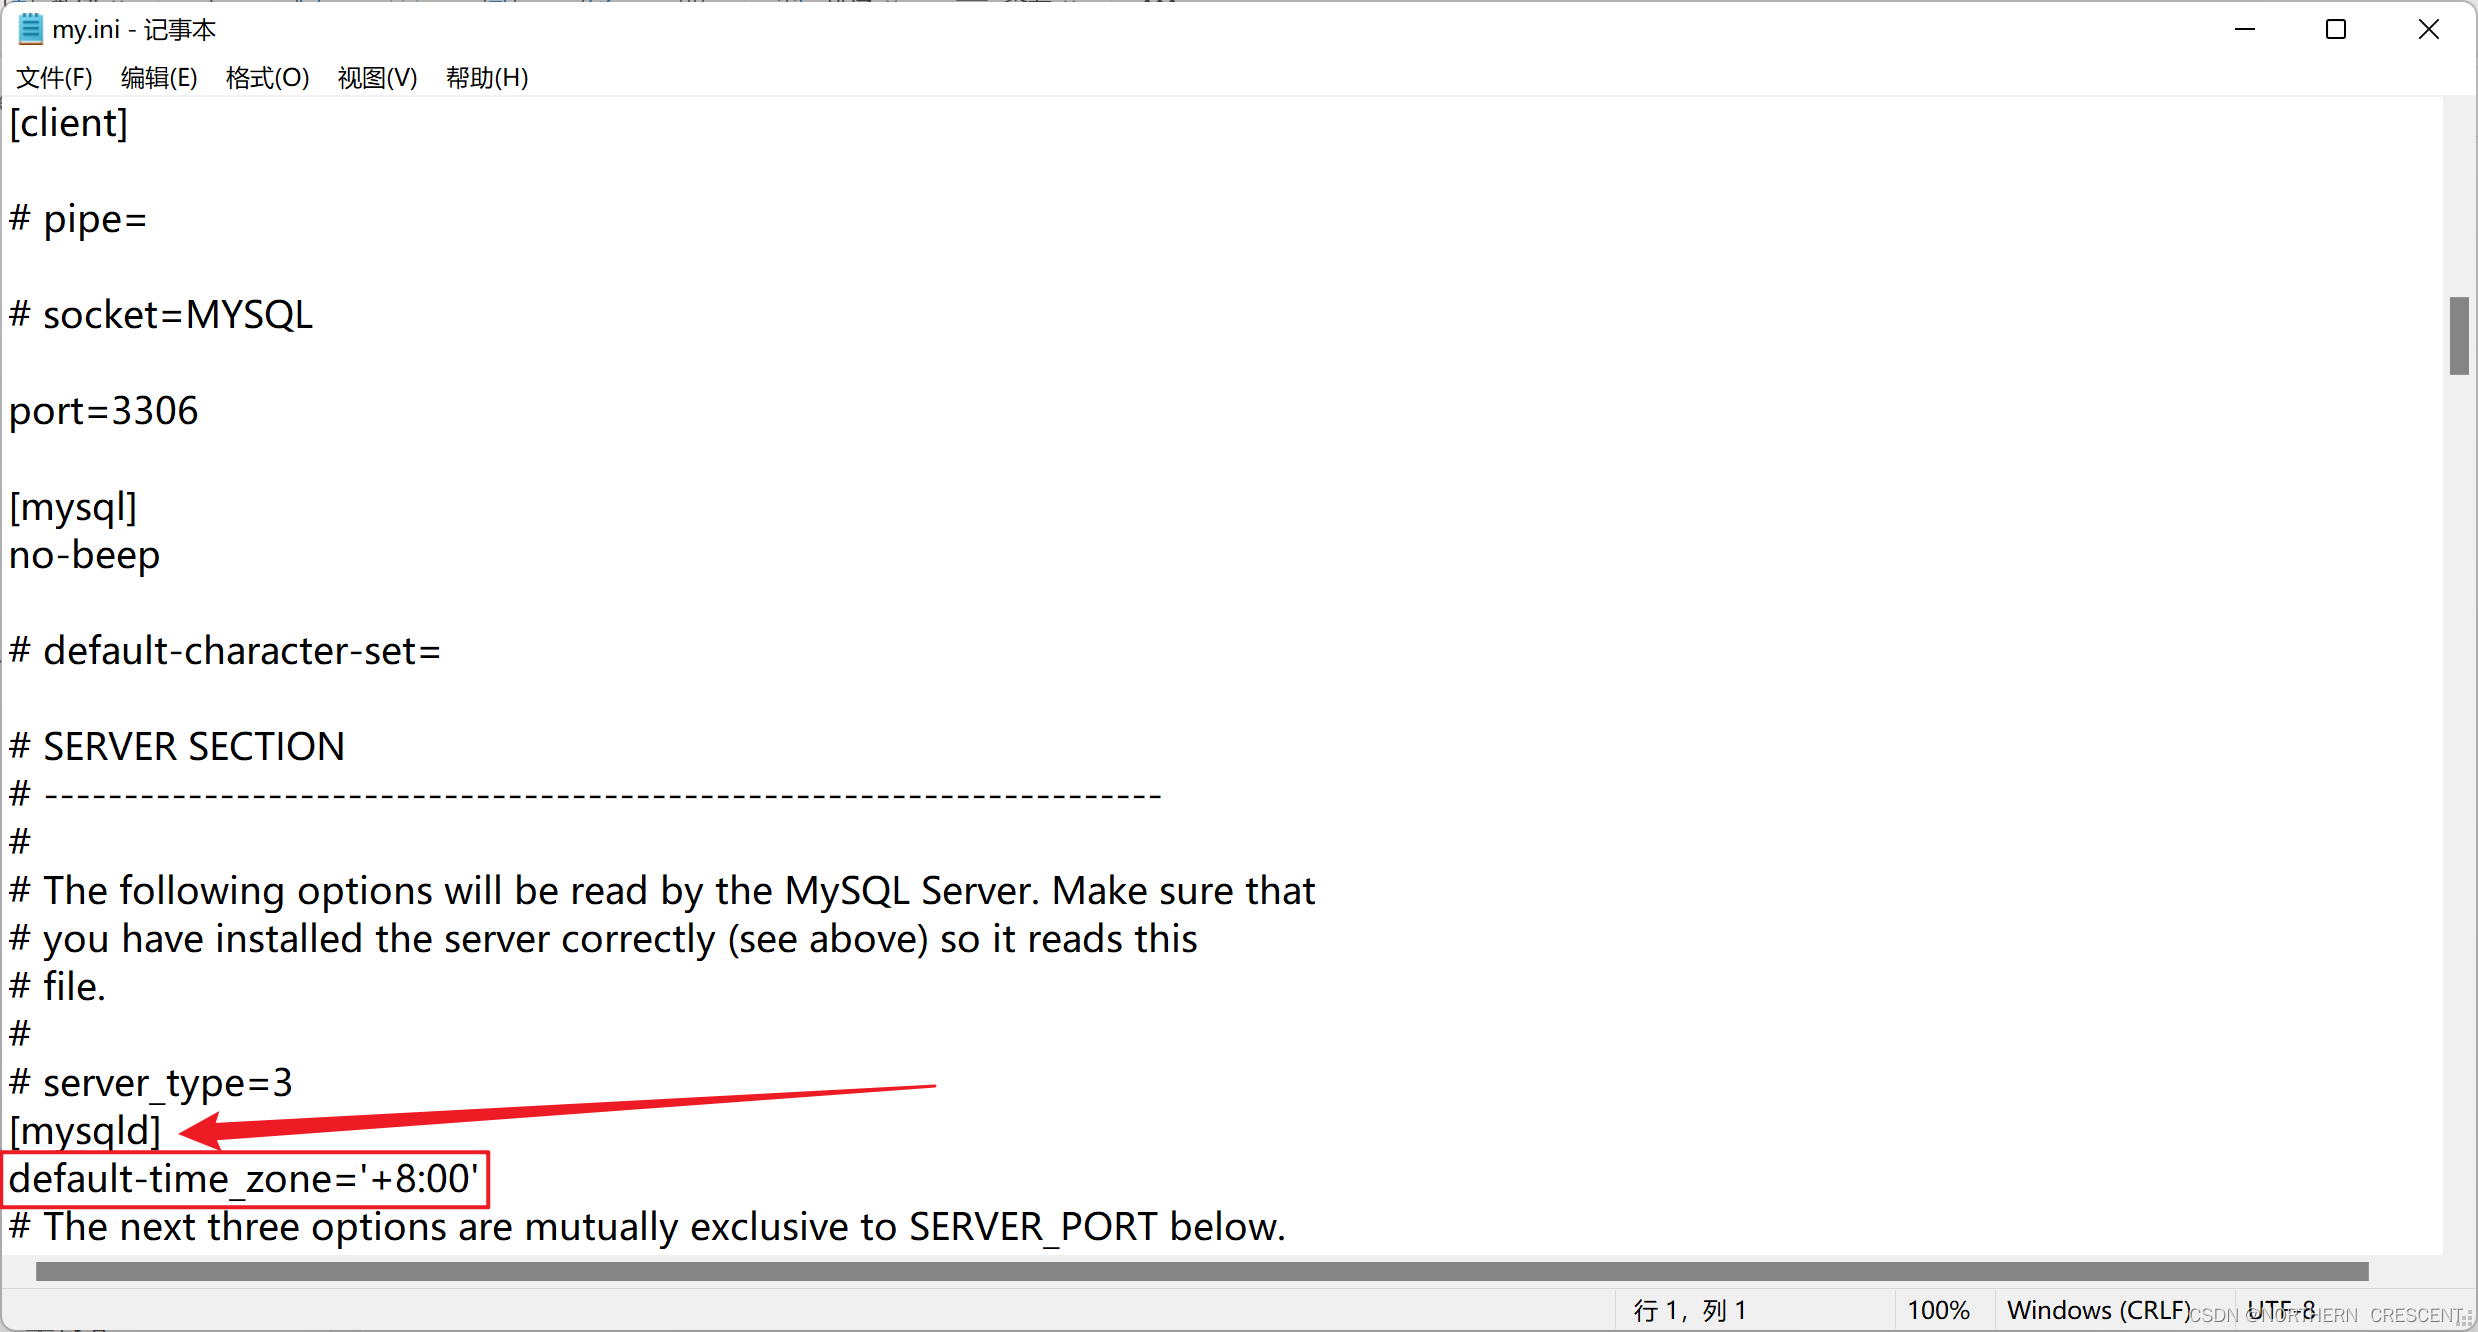 my.ini - 记事本
文件(F) 编辑(E) 格式(O) 视图(V) 帮助(H)
[client]
# pipe=
# socket=MYSQL
port=3306
[mysql]
no-beep
# default-character-set=
# SERVER SECTION
# ----------------------------------------------------------------------
#
# The following options will be read by the MySQL Server. Make sure that
# you have installed the server correctly (see above) so it reads this
# file.
#
# server_type=3
[mysqld]
default-time_zone='+8:00'
# The next three options are mutually exclusive to SERVER_PORT below.
行 1，列 1 100% Windows (CRLF) UTF-8
CSDN @NORTHERN CRESCENT